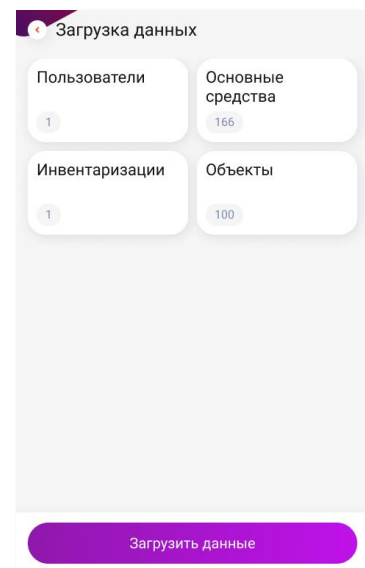 Загрузка данных
Пользователи
1
Основные
средства
166
Инвентаризации
1
Объекты
100
Загрузить данные